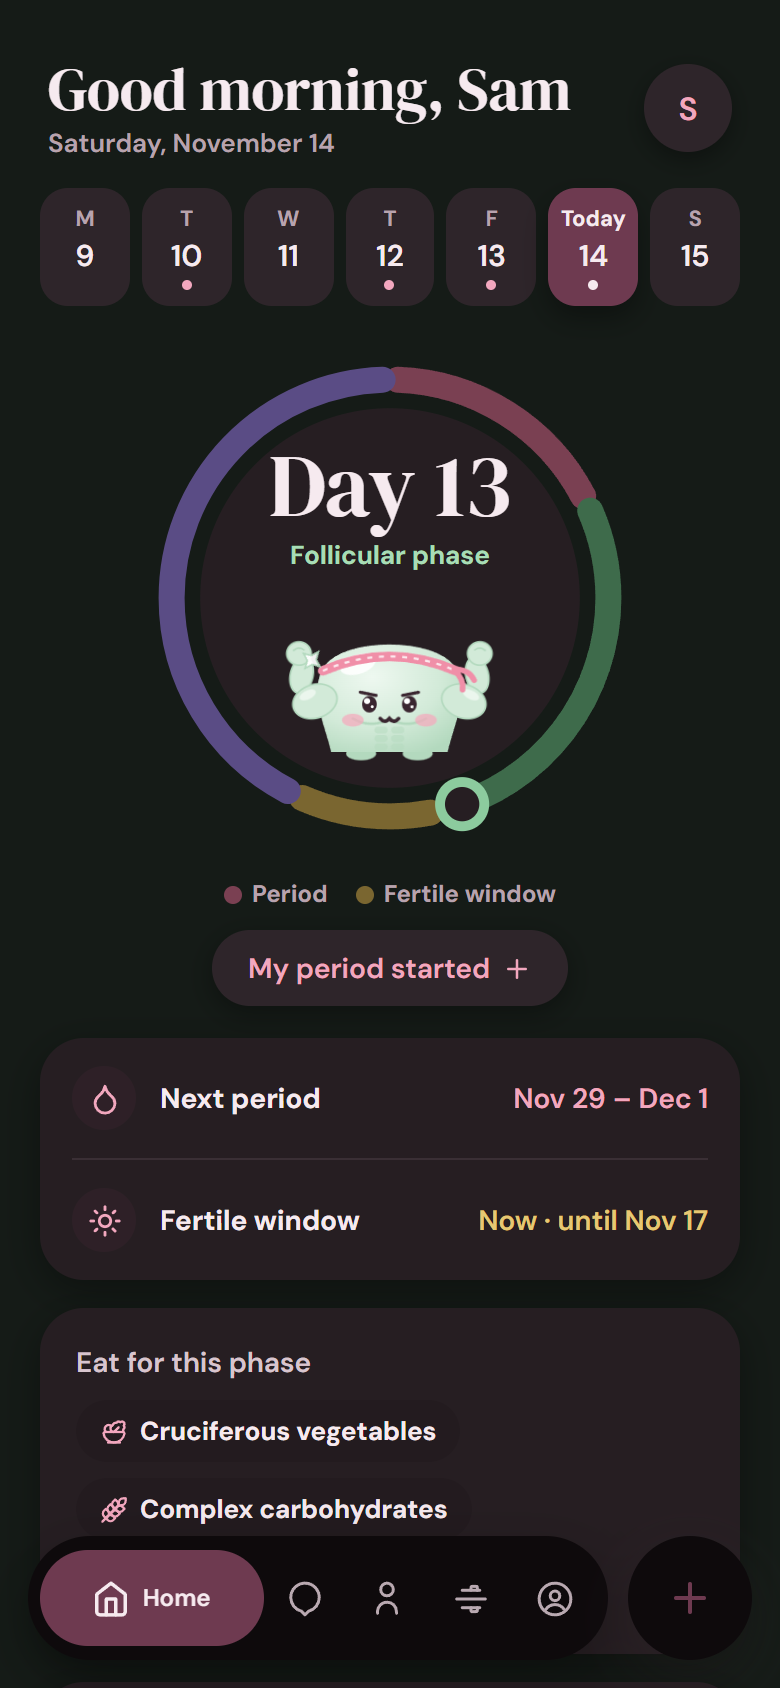 Good morning, Sam
Saturday, November 14
S
M T W T F Today S
9 10 11 12 13 14 15
Day 13
Follicular phase
Period Fertile window
My period started +
Next period Nov 29 – Dec 1
Fertile window Now · until Nov 17
Eat for this phase
Cruciferous vegetables
Complex carbohydrates
Home